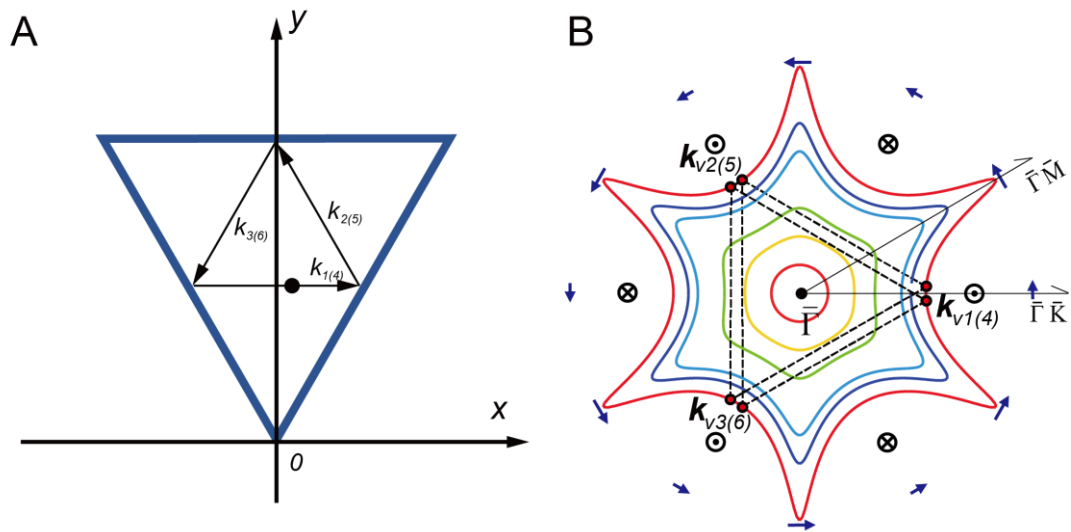 A
y
k3(6)
k2(5)
k1(4)
x
0
B
kv2(5)
Γ̄ M̄
kv1(4)
Γ̄
Γ̄ K̄
kv3(6)